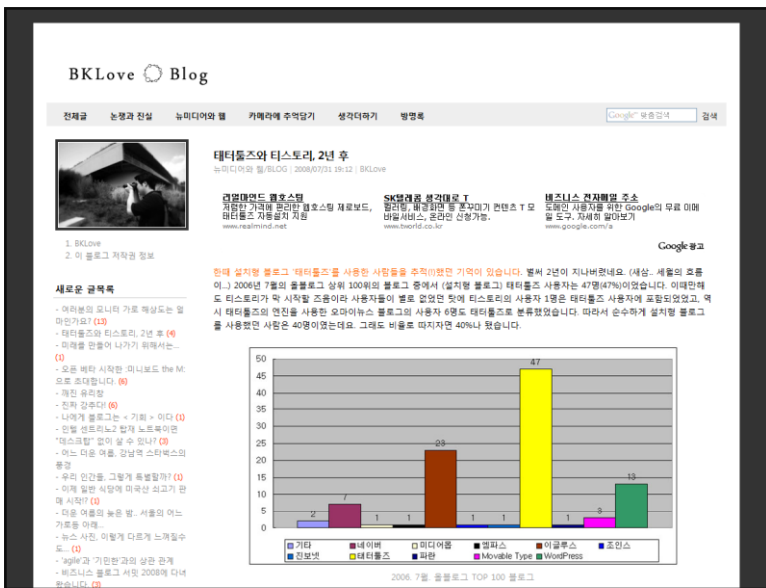 BKLove Blog
전체글 논쟁과 진실 뉴미디어와 웹 카메라에 추억담기 생각더하기 방명록
Google 맞춤검색 검색
태터툴즈와 티스토리, 2년 후
뉴미디어와 웹/BLOG | 2008/07/31 19:12 | BKLove
리얼마인드 웹호스팅
저렴한 가격에 편리한 웹호스팅 제로보드,
태터툴즈 자동설치 지원
www.realmind.net
SK텔레콤 생각대로 T
컬러링, 배경화면 등 폰꾸미기 컨텐츠 T 모
바일서비스, 온라인 신청가능.
www.tworld.co.kr
비즈니스 전자메일 주소
도메인 사용자를 위한 Google의 무료 이메
일 도구. 자세히 알아보기
www.google.com/a
Google 광고
1. BKLove
2. 이 블로그 저작권 정보
새로운 글목록
- 여러분의 모니터 가로 해상도는 얼
마인가요? (13)
- 태터툴즈와 티스토리, 2년 후 (4)
- 미래를 만들어 나가기 위해서는...
(1)
- 오픈 베타 시작한 :미니보드 the M:
으로 초대합니다. (6)
- 깨진 유리창
- 진짜 강추다! (6)
- 나에게 블로그는 < 기회 > 이다 (1)
- 인텔 센트리노2 탑재 노트북이면
"데스크탑" 없이 살 수 있나? (3)
- 어느 더운 여름, 강남역 스타벅스의
풍경
- 우리 인간들, 그렇게 특별할까? (1)
- 이제 일반 식당에 미국산 쇠고기 판
매 시작!? (1)
- 더운 여름의 늦은 밤.. 서울의 어느
가로등 아래...
- 뉴스 사진, 이렇게 다르게 느껴질수
도... (1)
- 'agile'과 '기민한'과의 상관 관계
- 비즈니스 블로그 서밋 2008에 다녀
왔습니다. (3)
한때 설치형 블로그 '태터툴즈'를 사용한 사람들을 추적(!)했던 기억이 있습니다. 벌써 2년이 지나버렸네요. (새삼.. 세월의 흐름
이...) 2006년 7월의 올블로그 상위 100위의 블로그 중에서 (설치형 블로그) 태터툴즈 사용자는 47명(47%)이었습니다. 이때만해
도 티스토리가 막 시작할 즈음이라 사용자들이 별로 없었던 탓에 티스토리의 사용자 1명은 태터툴즈 사용자에 포함되었었고, 역
시 태터툴즈의 엔진을 사용한 오마이뉴스 블로그의 사용자 6명도 태터툴즈로 분류했었습니다. 따라서 순수하게 설치형 블로그
를 사용했던 사람은 40명이었는데요. 그래도 비율로 따지자면 40%나 됐습니다.
50
45
40
35
30
25
20
15
10
5
0
2 7 1 1 23 1 1 47 1 3 13
기타 네이버 미디어몹 엠파스 이글루스 조인스
진보넷 태터툴즈 파란 Movable Type WordPress
2006. 7월. 올블로그 TOP 100 블로그